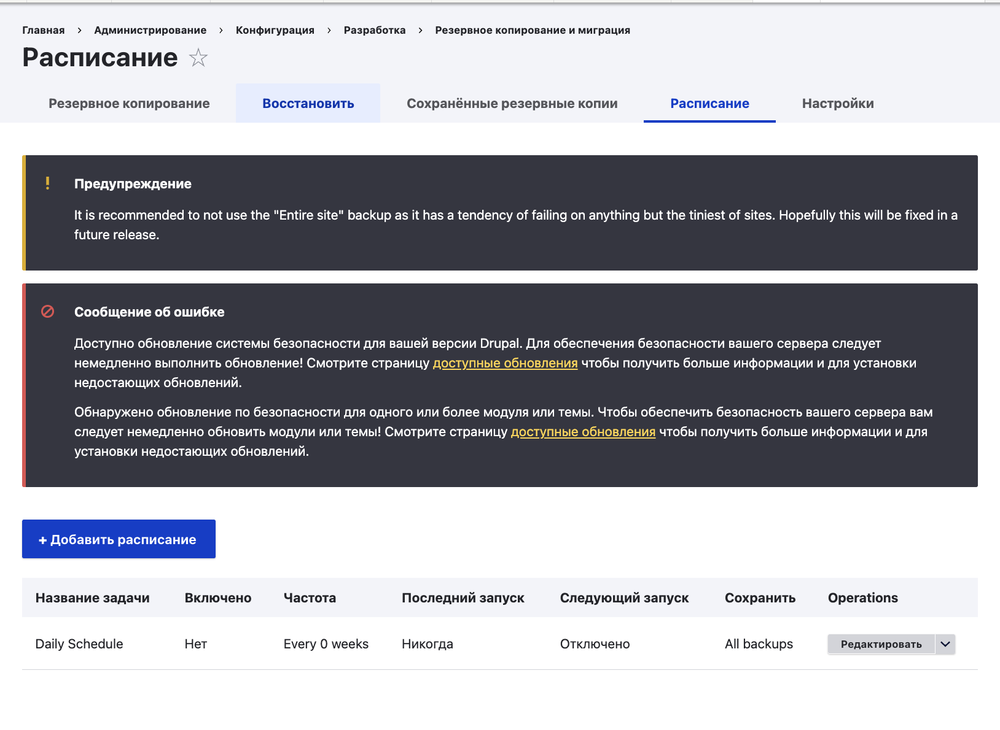 Главная › Администрирование › Конфигурация › Разработка › Резервное копирование и миграция
Расписание
Резервное копирование Восстановить Сохранённые резервные копии Расписание Настройки
Предупреждение
It is recommended to not use the "Entire site" backup as it has a tendency of failing on anything but the tiniest of sites. Hopefully this will be fixed in a
future release.
Сообщение об ошибке
Доступно обновление системы безопасности для вашей версии Drupal. Для обеспечения безопасности вашего сервера следует
немедленно выполнить обновление! Смотрите страницу доступные обновления чтобы получить больше информации и для установки
недостающих обновлений.
Обнаружено обновление по безопасности для одного или более модуля или темы. Чтобы обеспечить безопасность вашего сервера вам
следует немедленно обновить модули или темы! Смотрите страницу доступные обновления чтобы получить больше информации и для
установки недостающих обновлений.
+ Добавить расписание
Название задачи Включено Частота Последний запуск Следующий запуск Сохранить Operations
Daily Schedule Нет Every 0 weeks Никогда Отключено All backups Редактировать